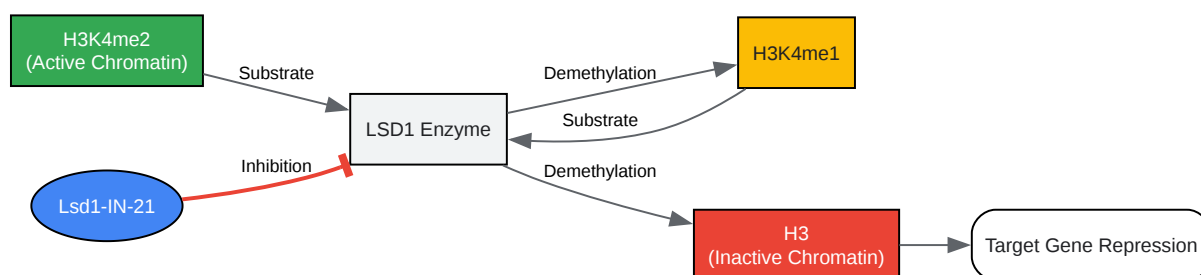 H3K4me2
(Active Chromatin)
Substrate
Demethylation
H3K4me1
Substrate
LSD1 Enzyme
Inhibition
Demethylation
Lsd1-IN-21
H3
(Inactive Chromatin)
Target Gene Repression